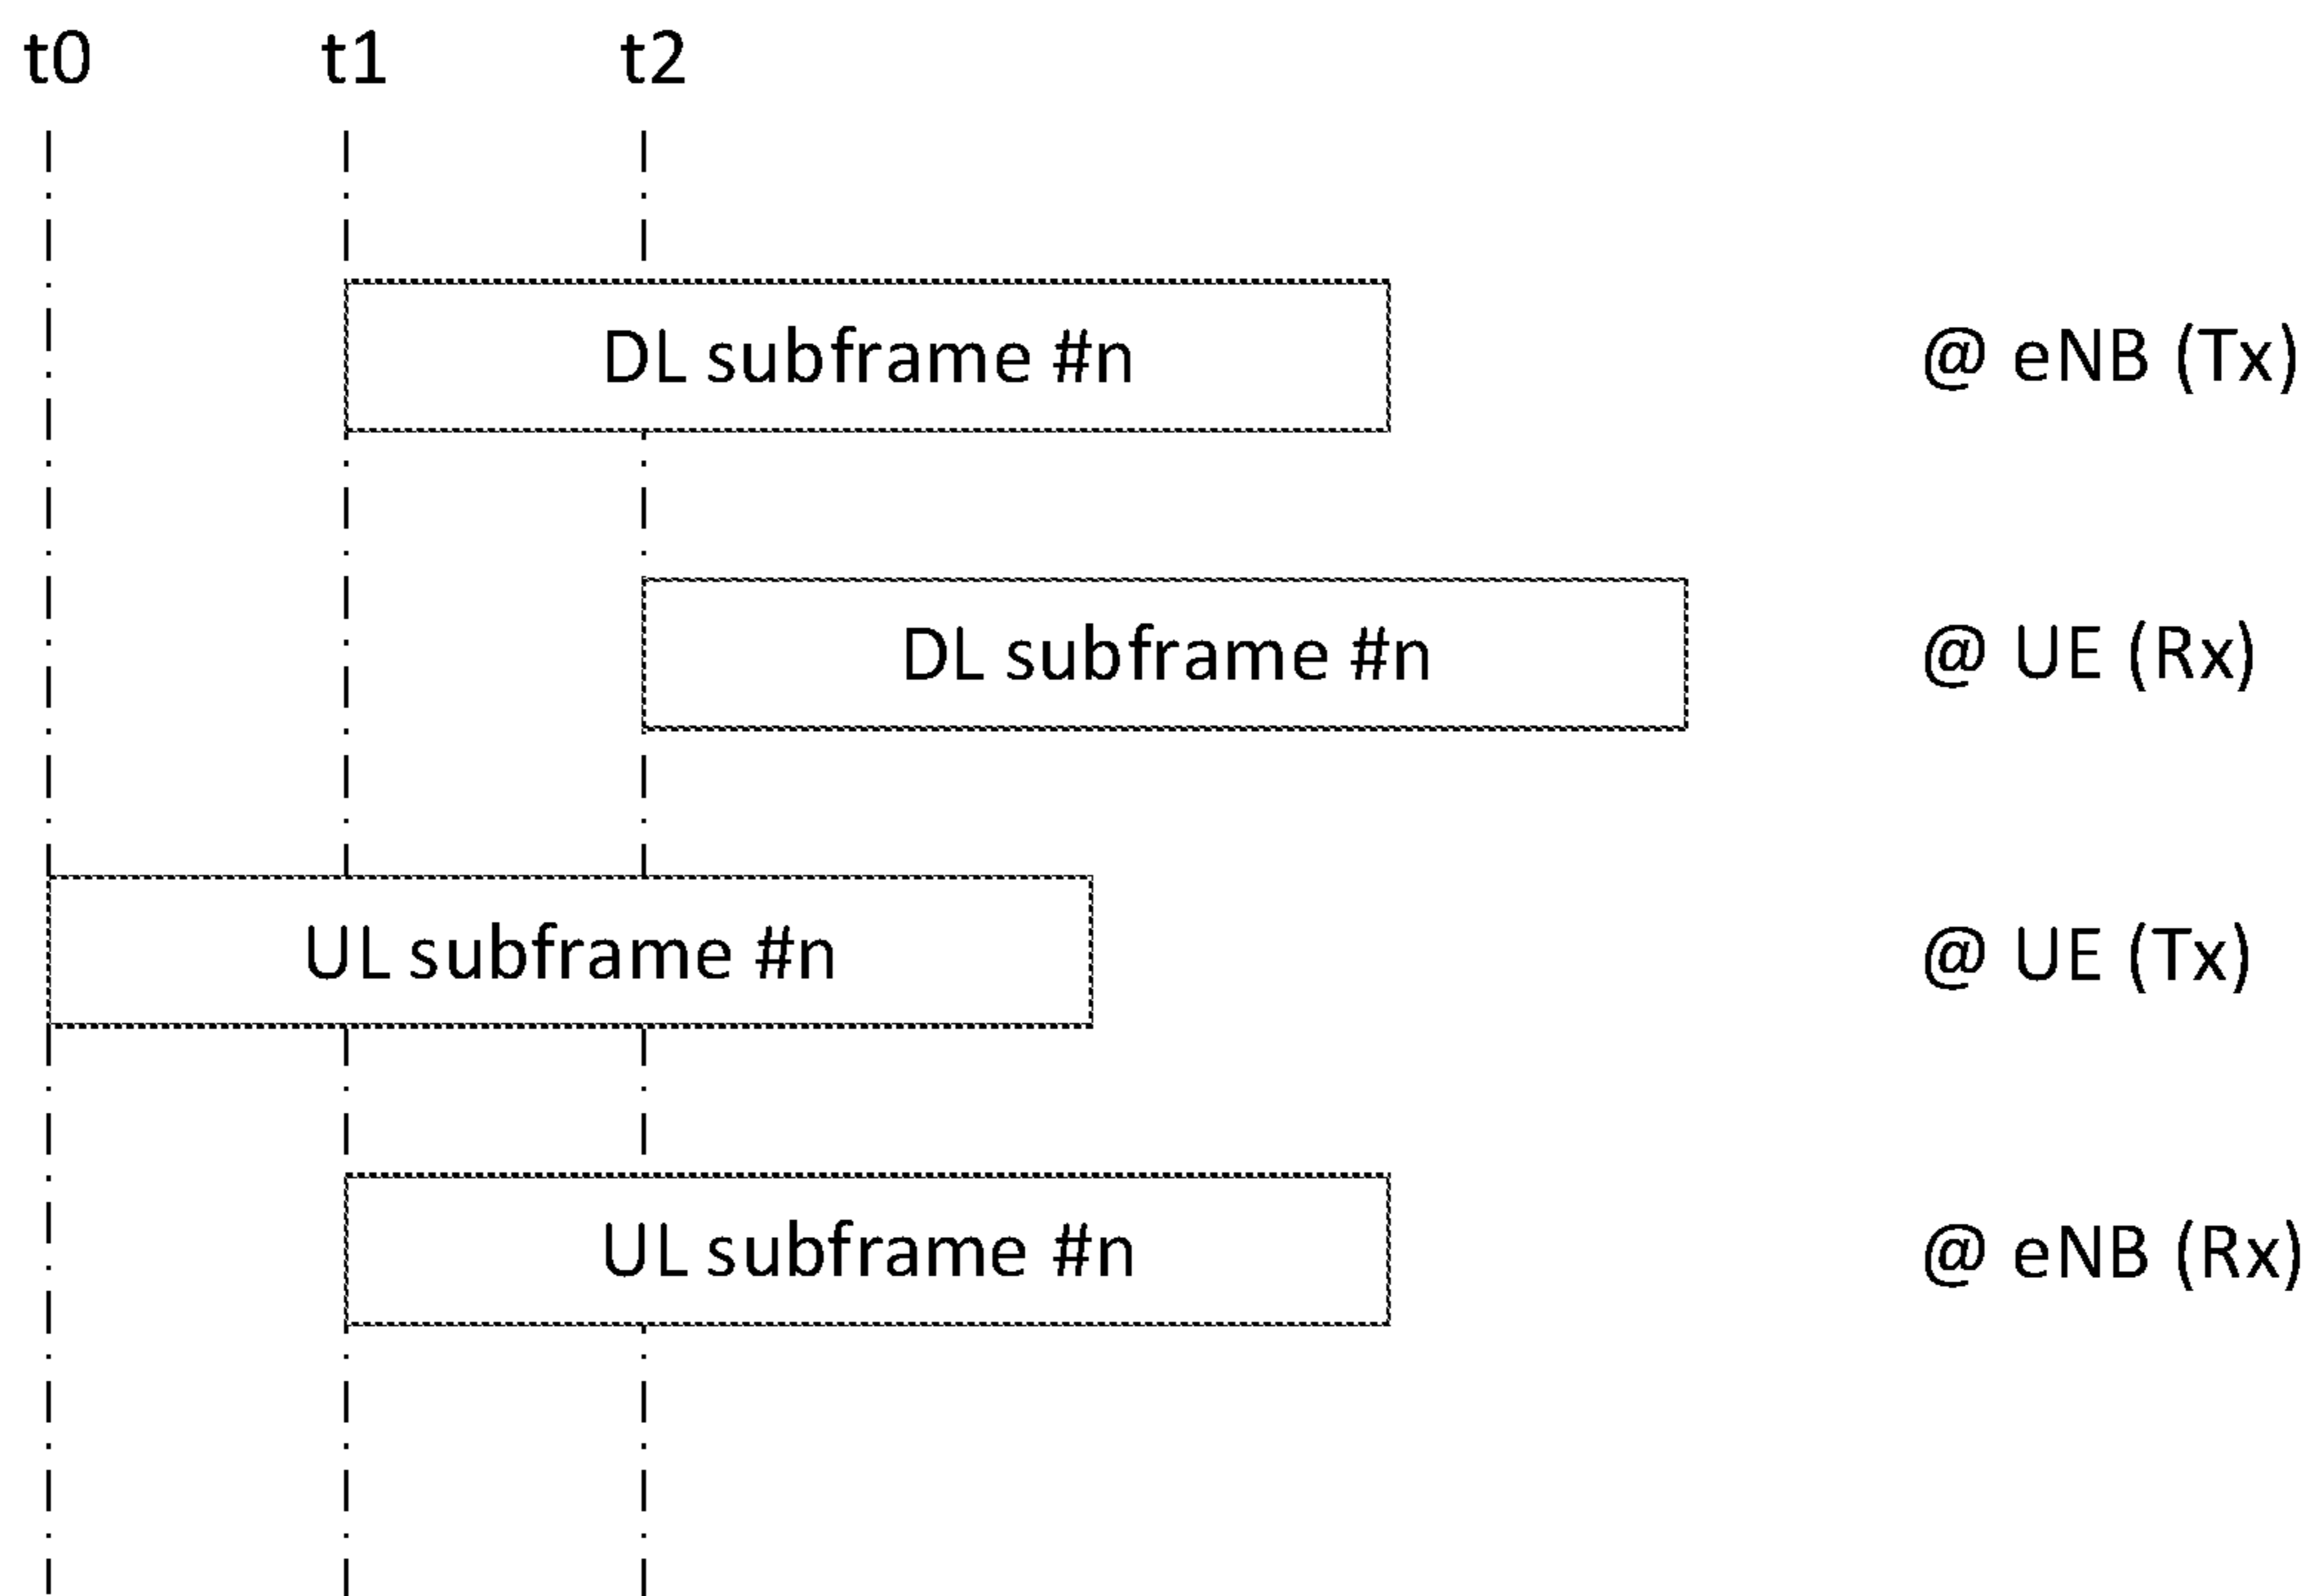 t0 t1 t2
DL subframe #n @ eNB (Tx)
DL subframe #n @ UE (Rx)
UL subframe #n @ UE (Tx)
UL subframe #n @ eNB (Rx)